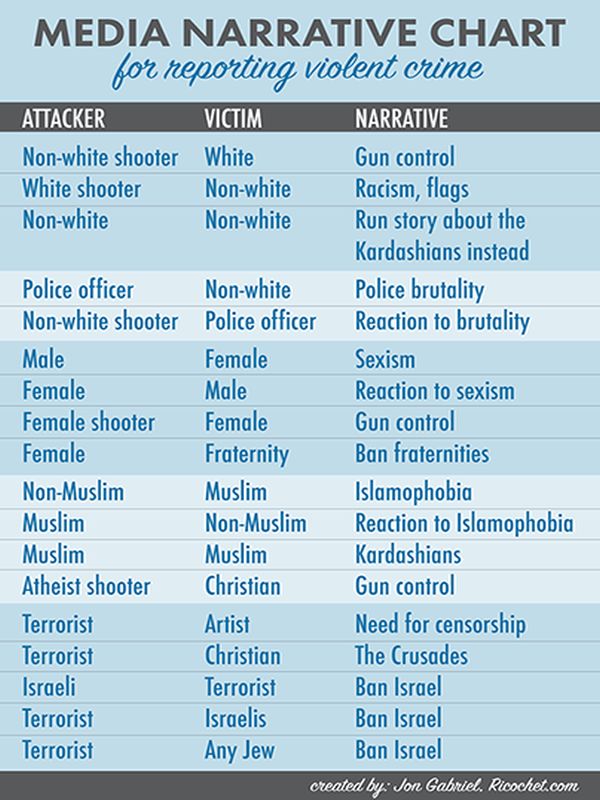 MEDIA NARRATIVE CHART
for reporting violent crime
ATTACKER VICTIM NARRATIVE
Non-white shooter White Gun control
White shooter Non-white Racism, flags
Non-white Non-white Run story about the
Kardashians instead
Police officer Non-white Police brutality
Non-white shooter Police officer Reaction to brutality
Male Female Sexism
Female Male Reaction to sexism
Female shooter Female Gun control
Female Fraternity Ban fraternities
Non-Muslim Muslim Islamophobia
Muslim Non-Muslim Reaction to Islamophobia
Muslim Muslim Kardashians
Atheist shooter Christian Gun control
Terrorist Artist Need for censorship
Terrorist Christian The Crusades
Israeli Terrorist Ban Israel
Terrorist Israelis Ban Israel
Terrorist Any Jew Ban Israel
created by: Jon Gabriel, Ricochet.com